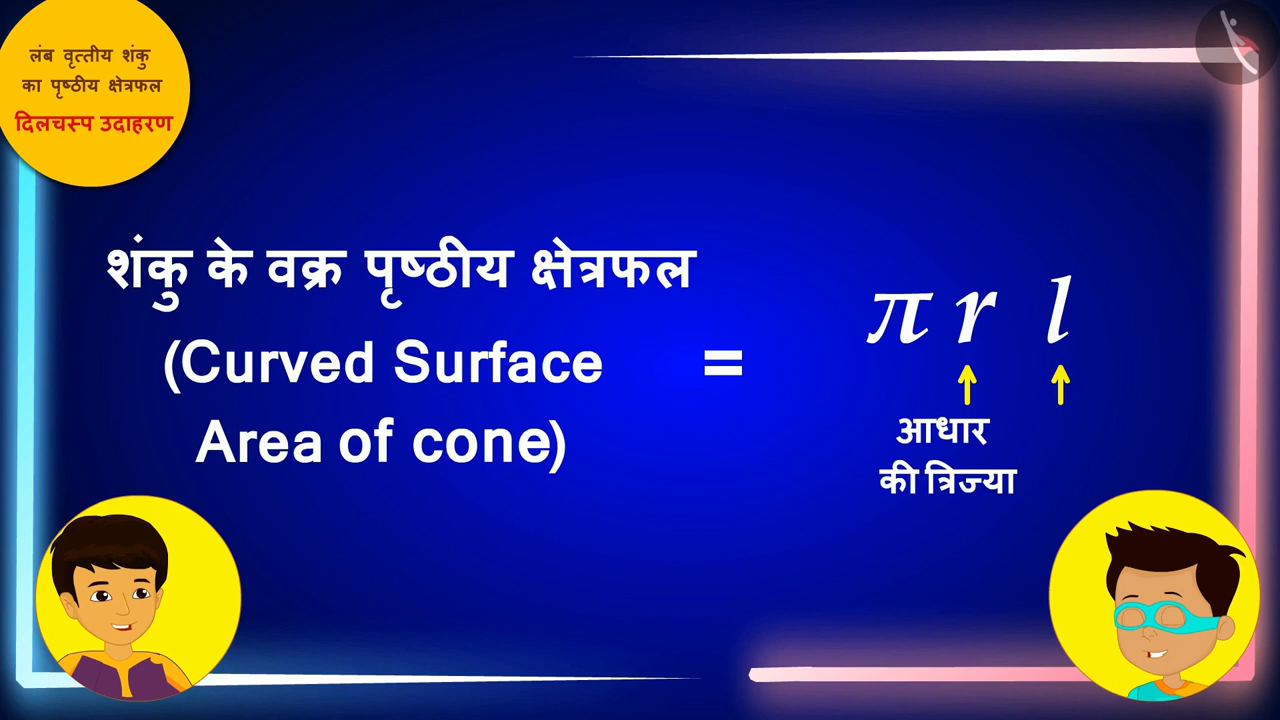 लंब वृत्तीय शंकु
का पृष्ठीय क्षेत्रफल
दिलचस्प उदाहरण
शंकु के वक्र पृष्ठीय क्षेत्रफल
(Curved Surface
Area of cone)
=
π r l
आधार
की त्रिज्या